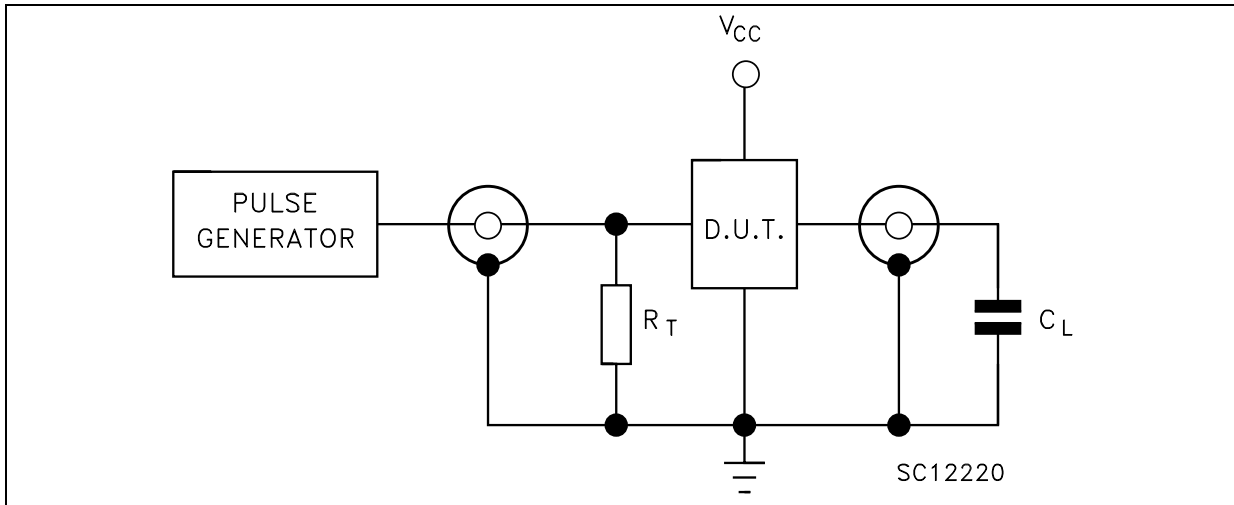 VCC
PULSE
GENERATOR
D.U.T.
RT
CL
SC12220